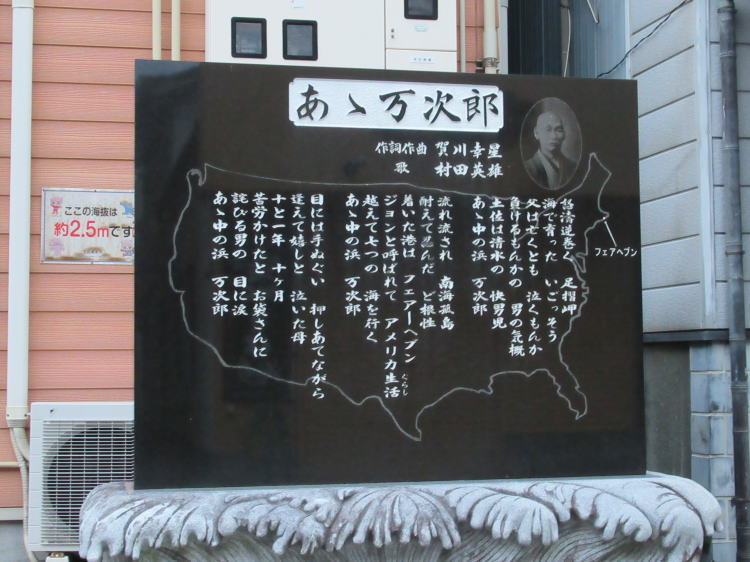 あゝ万次郎
作詞作曲 賀川幸星
歌 村田英雄
怒濤逆巻く 足摺岬
海で育った いごっそう
父は亡くとも 泣くもんか
負けるもんかの 男の気概
土佐は清水の 快男児
あゝ中の浜 万次郎
流れ流され 南海孤島
耐えて忍んだ ど根性
着いた港は フェアーヘブン
ジョンと呼ばれて アメリカ生活
くらし
越えて七つの 海を行く
あゝ中の浜 万次郎
目には手ぬぐい 押しあてながら
逢えて嬉しと 泣いた母
十と一年 十ヶ月
苦労かけたと お袋さんに
詫びる男の 目に涙
あゝ中の浜 万次郎
フェアヘブン
ここの海抜は
約2.5mです